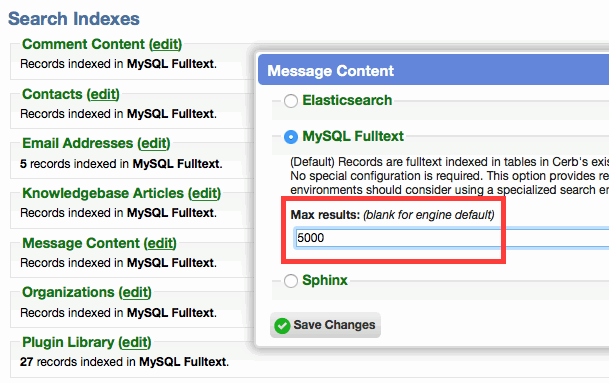 Search Indexes
Comment Content (edit)
Records indexed in MySQL Fulltext.
Contacts (edit)
Records indexed in MySQL Fulltext.
Email Addresses (edit)
5 records indexed in MySQL Fulltext.
Knowledgebase Articles (edit)
Records indexed in MySQL Fulltext.
Message Content (edit)
Records indexed in MySQL Fulltext.
Organizations (edit)
Records indexed in MySQL Fulltext.
Plugin Library (edit)
27 records indexed in MySQL Fulltext.
Message Content
Elasticsearch
MySQL Fulltext
(Default) Records are fulltext indexed in tables in Cerb's
No special configuration is required. This option provides
environments should consider using a specialized search
Max results: (blank for engine default)
5000
Sphinx
Save Changes